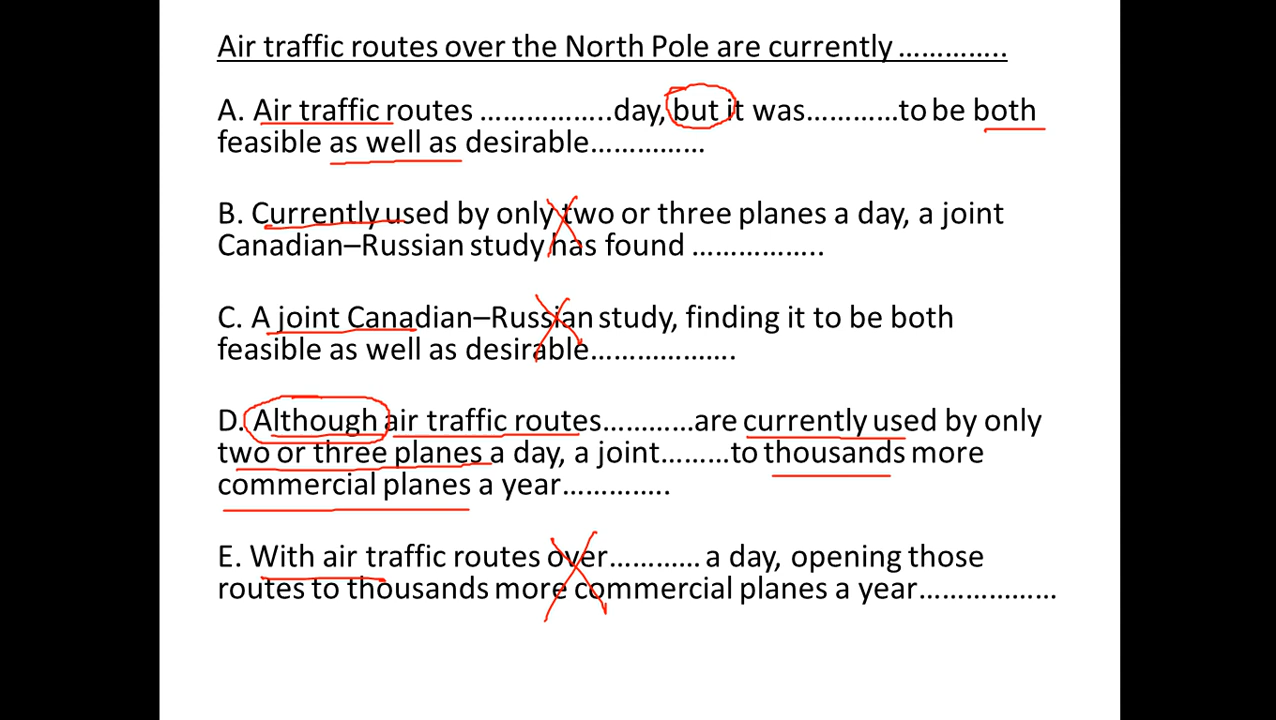 Air traffic routes over the North Pole are currently…………..
A. Air traffic routes ……………..day, but it was…………to be both
feasible as well as desirable……………
B. Currently used by only two or three planes a day, a joint
Canadian–Russian study has found ……………..
C. A joint Canadian–Russian study, finding it to be both
feasible as well as desirable……………….
D. Although air traffic routes…………are currently used by only
two or three planes a day, a joint………to thousands more
commercial planes a year…………..
E. With air traffic routes over………… a day, opening those
routes to thousands more commercial planes a year………………